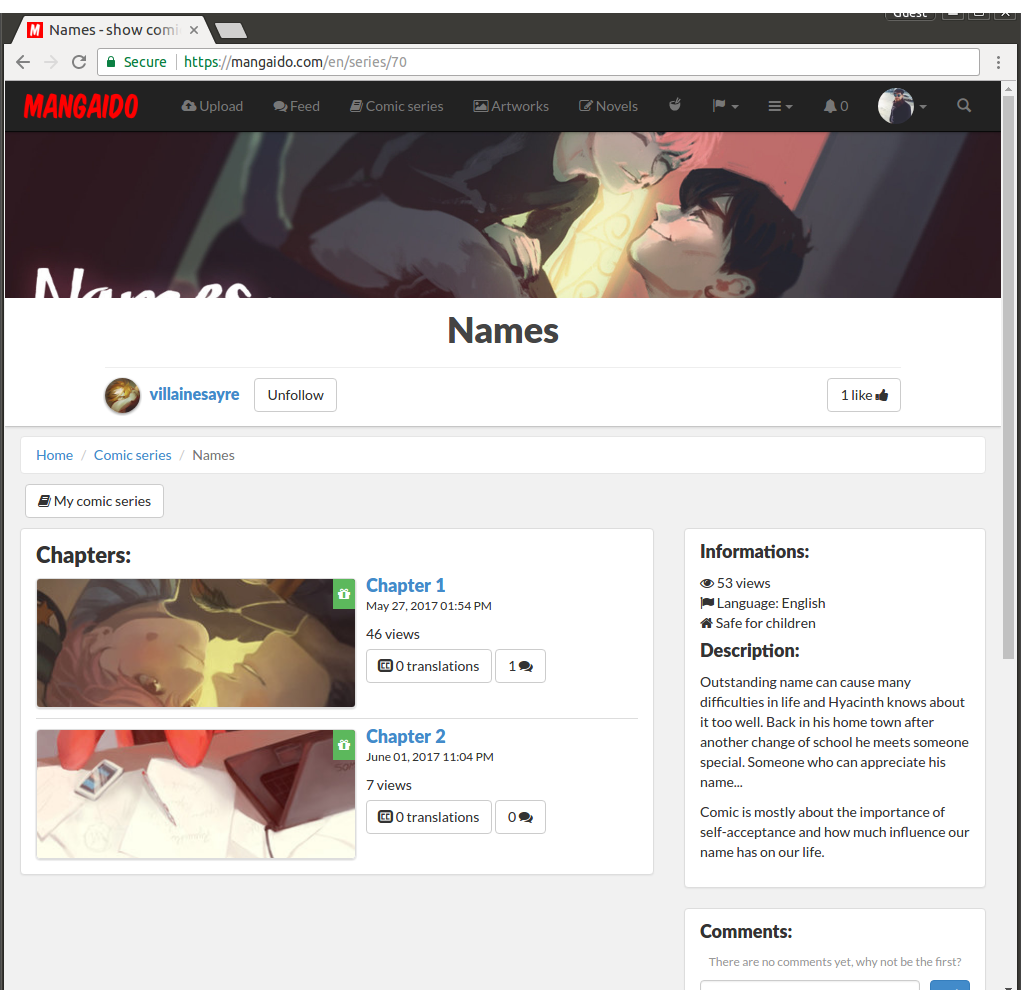 Guest
Names - show comi
Secure https://mangaido.com/en/series/70
MANGAIDO Upload Feed Comic series Artworks Novels 0
Names
Names
villainesayre Unfollow 1 like
Home / Comic series / Names
My comic series
Chapters:
Chapter 1
May 27, 2017 01:54 PM
46 views
CC 0 translations 1
Chapter 2
June 01, 2017 11:04 PM
7 views
CC 0 translations 0
Informations:
53 views
Language: English
Safe for children
Description:
Outstanding name can cause many
difficulties in life and Hyacinth knows about
it too well. Back in his home town after
another change of school he meets someone
special. Someone who can appreciate his
name...
Comic is mostly about the importance of
self-acceptance and how much influence our
name has on our life.
Comments:
There are no comments yet, why not be the first?